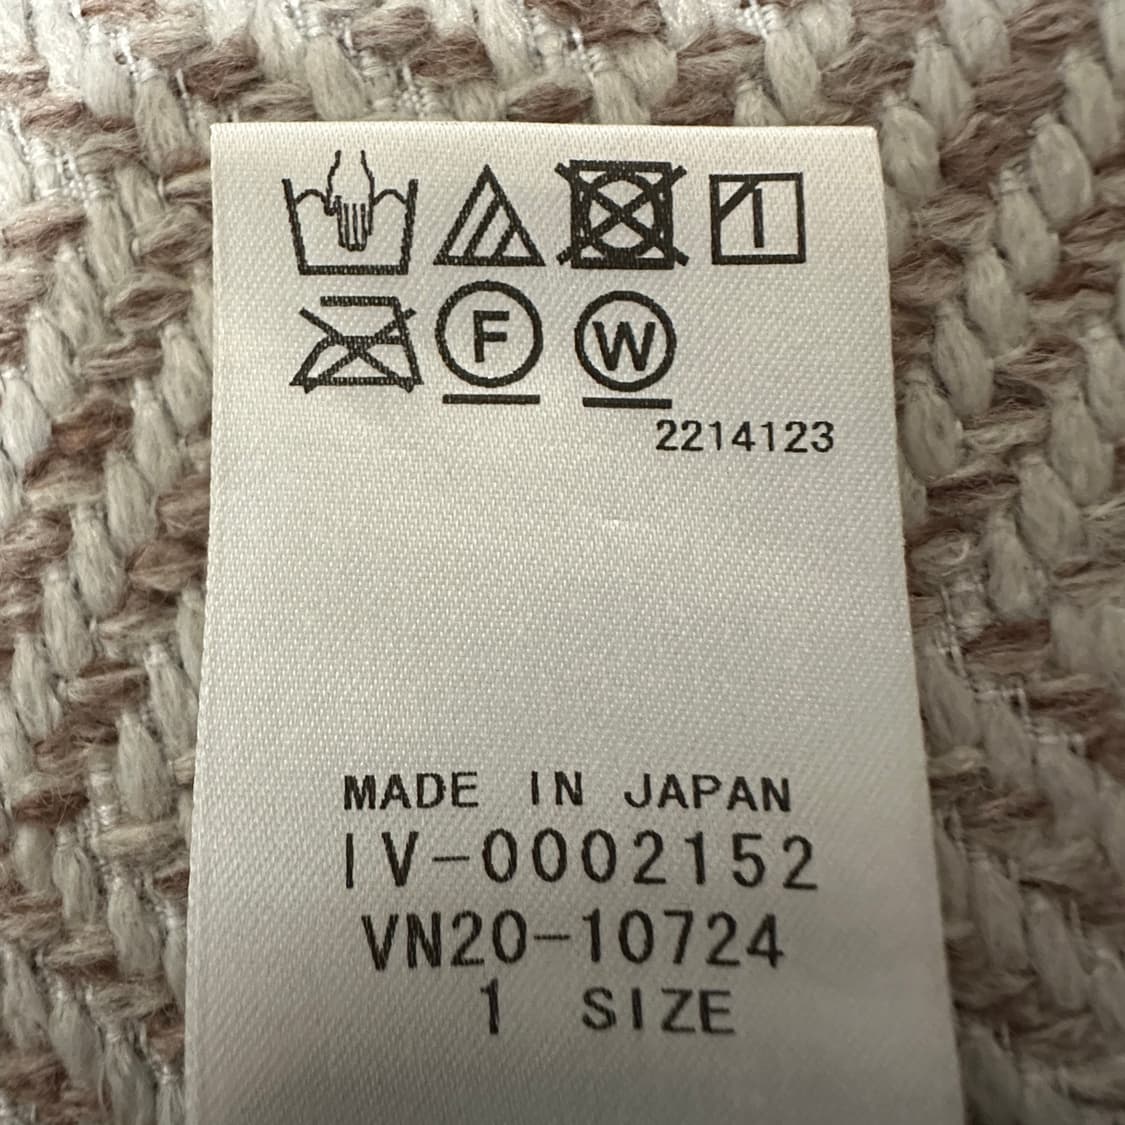 F W
2214123
MADE IN JAPAN
IV-0002152
VN20-10724
1 SIZE